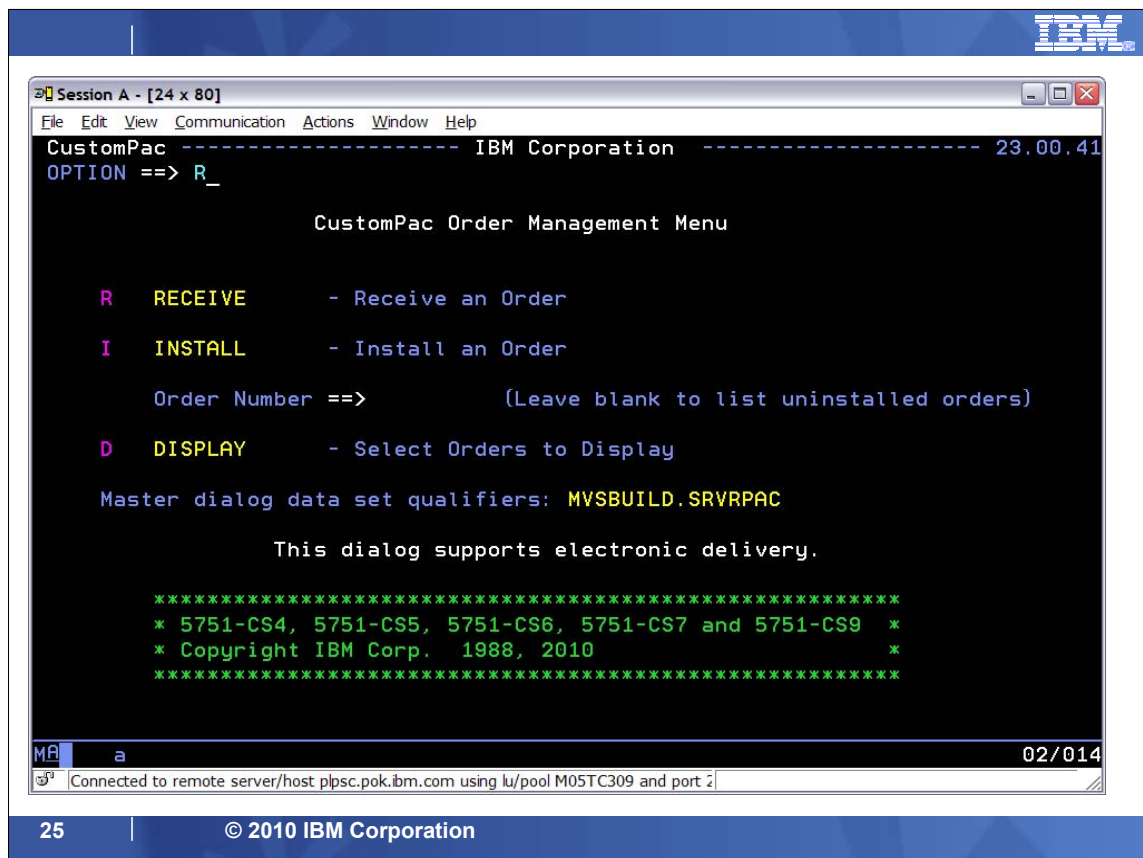 IBM®
Session A - [24 x 80]
File Edit View Communication Actions Window Help
CustomPac --------------------- IBM Corporation --------------------- 23.00.41
OPTION ==> R_
CustomPac Order Management Menu
R RECEIVE - Receive an Order
I INSTALL - Install an Order
Order Number ==> (Leave blank to list uninstalled orders)
D DISPLAY - Select Orders to Display
Master dialog data set qualifiers: MVSBUILD.SRVRPAC
This dialog supports electronic delivery.
********************************************************
* 5751-CS4, 5751-CS5, 5751-CS6, 5751-CS7 and 5751-CS9 *
* Copyright IBM Corp. 1988, 2010 *
********************************************************
MA a 02/014
Connected to remote server/host plpsc.pok.ibm.com using lu/pool M05TC309 and port
25 © 2010 IBM Corporation